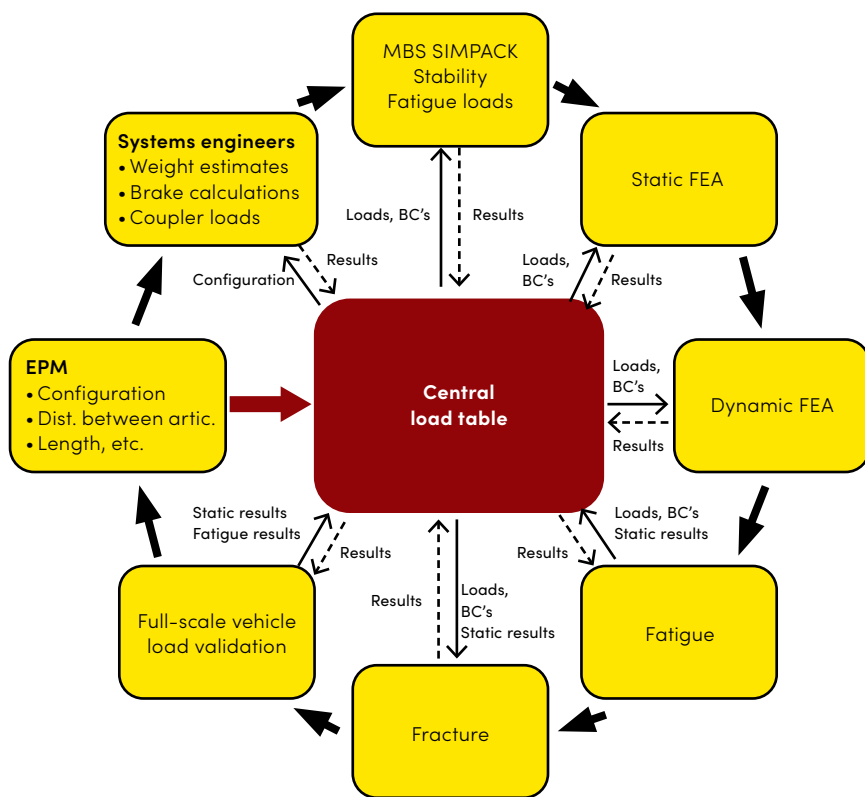 MBS SIMPACK
Stability
Fatigue loads
Systems engineers
• Weight estimates
• Brake calculations
• Coupler loads
Static FEA
Loads, BC's
Results
Results
Configuration
Loads,
BC's
Results
EPM
• Configuration
• Dist. between artic.
• Length, etc.
Central
load table
Loads,
BC's
Results
Dynamic FEA
Static results
Fatigue results
Results
Results
Loads,
BC's
Static results
Results
Loads, BC's
Static results
Full-scale vehicle
load validation
Fatigue
Fracture